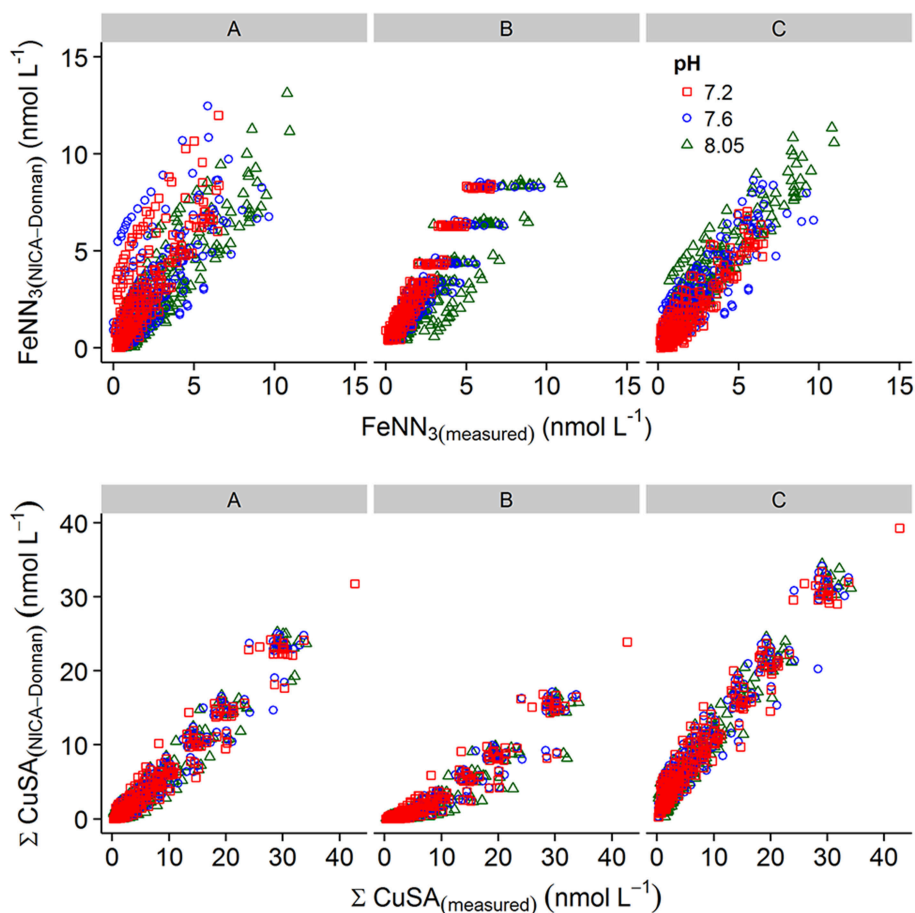 A B C
FeNN3(NICA–Donnan) (nmol L−1)
15
10
5
0
pH
7.2
7.6
8.05
0 5 10 15 0 5 10 15 0 5 10 15
FeNN3(measured) (nmol L−1)
A B C
Σ CuSA(NICA–Donnan) (nmol L−1)
40
30
20
10
0
0 10 20 30 40 0 10 20 30 40 0 10 20 30 40
Σ CuSA(measured) (nmol L−1)